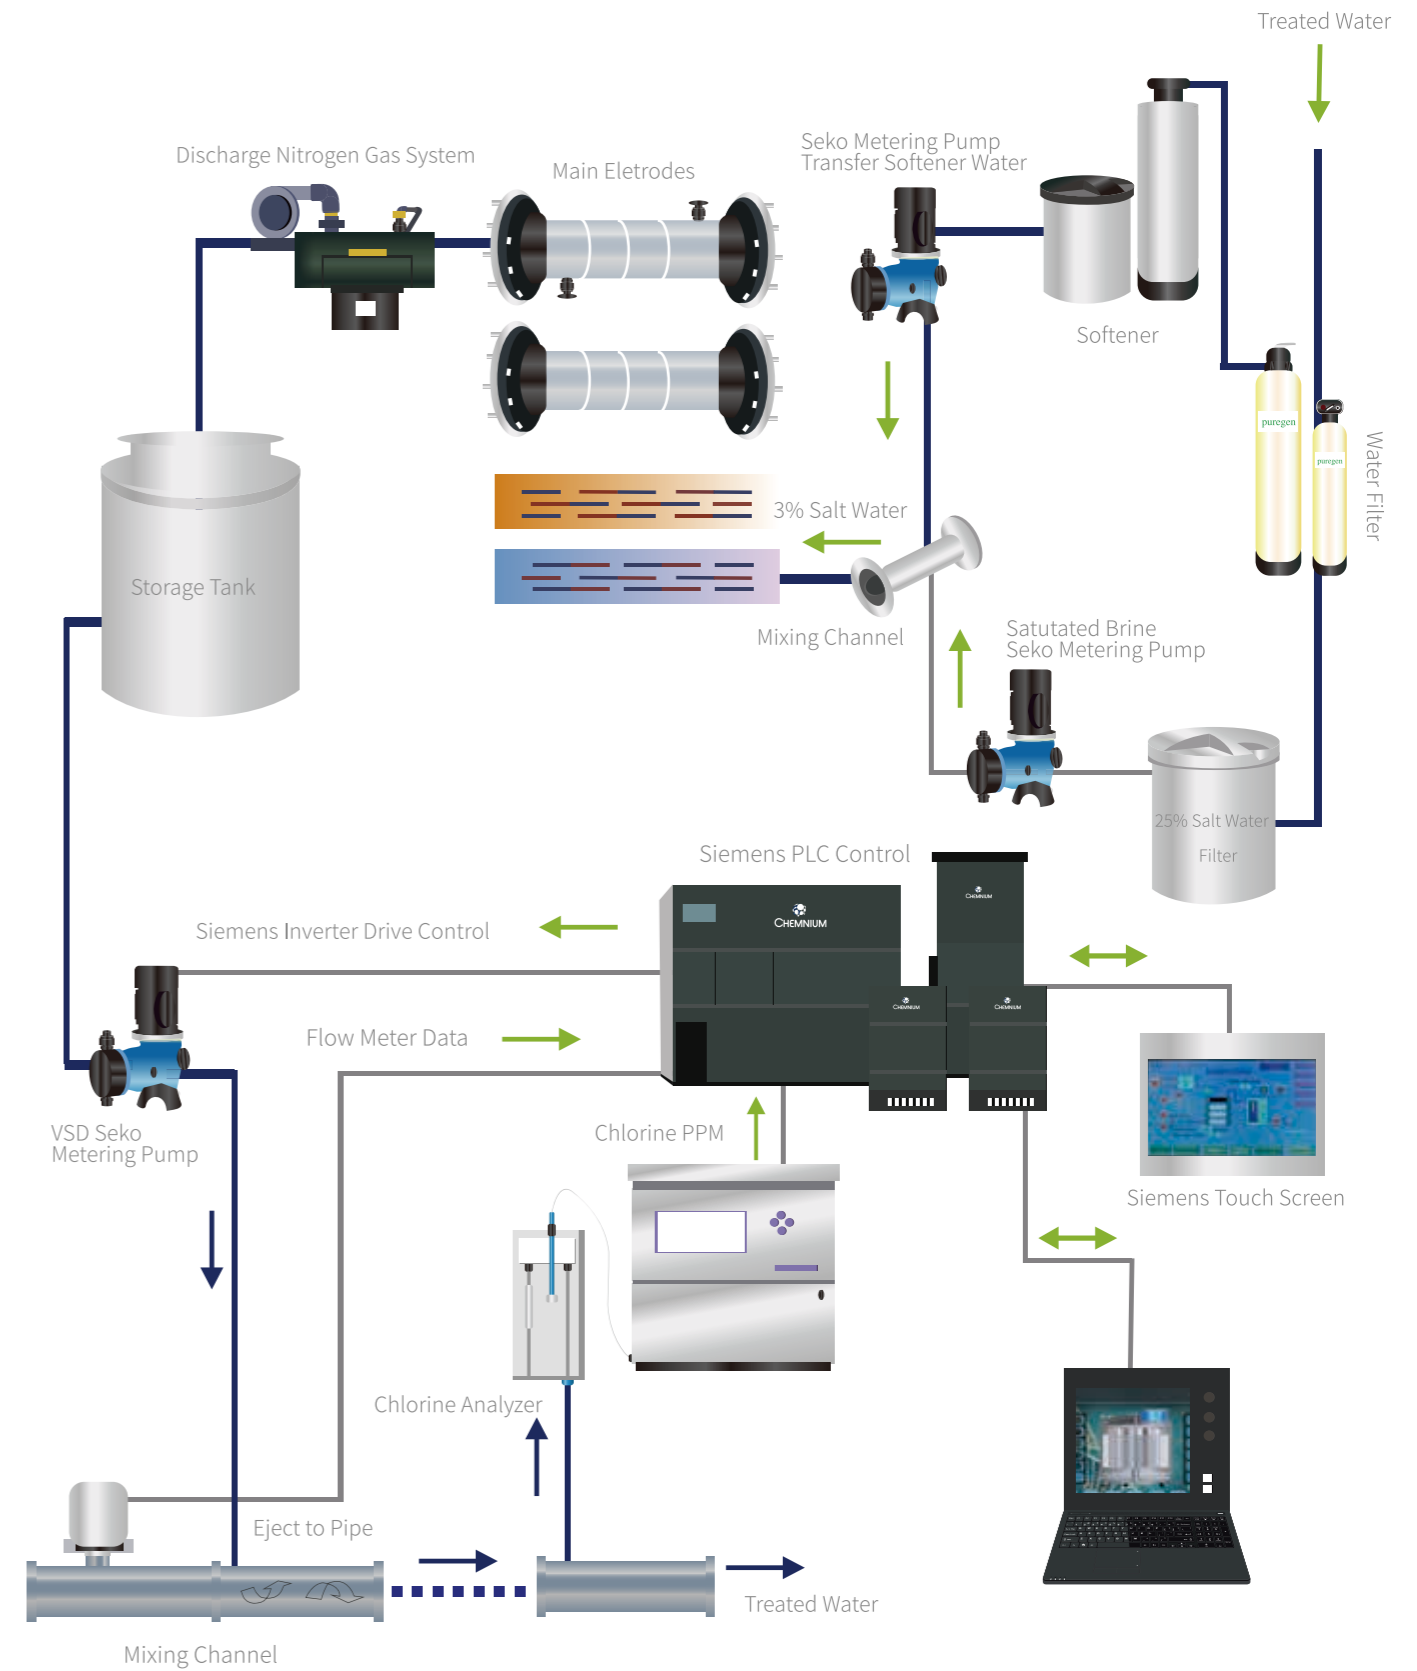 Treated Water
Seko Metering Pump
Transfer Softener Water
Discharge Nitrogen Gas System
Main Eletrodes
Softener
puregen
puregen
Water Filter
3% Salt Water
Storage Tank
Mixing Channel
Satutated Brine
Seko Metering Pump
25% Salt Water
Filter
Siemens PLC Control
CHEMNIUM
CHEMNIUM
Siemens Inverter Drive Control
CHEMNIUM
CHEMNIUM
Flow Meter Data
VSD Seko
Metering Pump
Chlorine PPM
Siemens Touch Screen
Chlorine Analyzer
Eject to Pipe
Treated Water
Mixing Channel